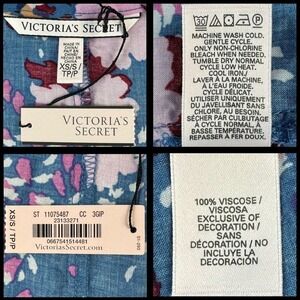 VICTORIA'S SECRET
MADE IN
CHINA
XS/S
TP/P
VICTORIA'S
SECRET
MACHINE WASH COLD.
GENTLE CYCLE.
ONLY NON-CHLORINE
BLEACH WHEN NEEDED.
TUMBLE DRY NORMAL
CYCLE LOW HEAT.
COOL IRON/
LAVER À LA MACHINE,
À L'EAU FROIDE.
CYCLE DÉLICAT.
UTILISER UNIQUEMENT
DU JAVELLISANT SANS
CHLORE, AU BESOIN.
SÉCHER PAR CULBUTAGE
À CYCLE NORMAL, À
TEMPÉRATURE BASSE.
REPASSER À FER DOUX.
XS/S / TP/P
ST 11075487 CC 3GIP
23133271
0667541514481
VictoriasSecret.com
100% VISCOSE /
VISCOSA
EXCLUSIVE OF
DECORATION /
SANS
DÉCORATION / NO
INCLUYE LA
DECORACIÓN